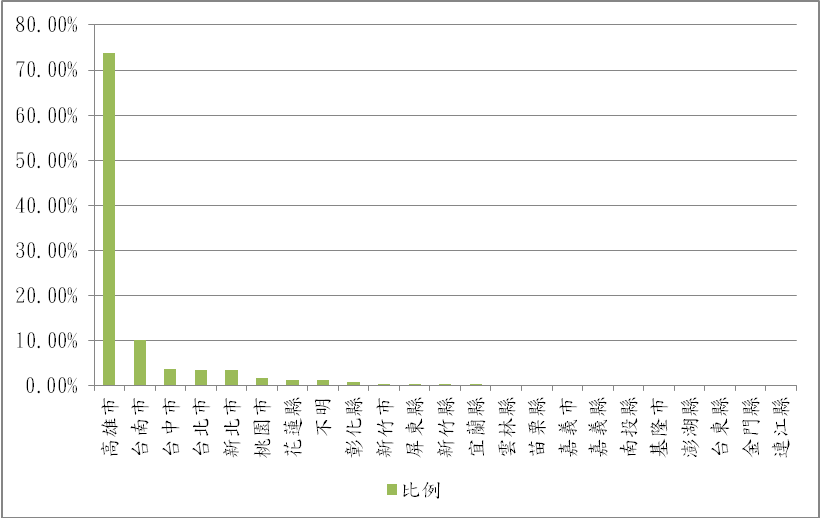 80.00%
70.00%
60.00%
50.00%
40.00%
30.00%
20.00%
10.00%
0.00%
高雄市
台南市
台中市
台北市
新北市
桃園市
花蓮縣
不明
彰化縣
新竹市
屏東縣
新竹縣
宜蘭縣
雲林縣
苗栗縣
嘉義市
嘉義縣
南投縣
基隆市
澎湖縣
台東縣
金門縣
連江縣
比例